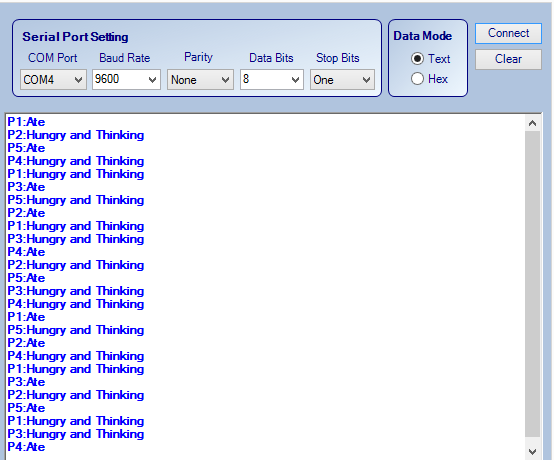 Serial Port Setting
COM Port Baud Rate Parity Data Bits Stop Bits
COM4 9600 None 8 One
Data Mode
Text
Hex
Connect
Clear
P1:Ate
P2:Hungry and Thinking
P5:Ate
P4:Hungry and Thinking
P1:Hungry and Thinking
P3:Ate
P5:Hungry and Thinking
P2:Ate
P1:Hungry and Thinking
P3:Hungry and Thinking
P4:Ate
P2:Hungry and Thinking
P5:Ate
P3:Hungry and Thinking
P4:Hungry and Thinking
P1:Ate
P5:Hungry and Thinking
P2:Ate
P4:Hungry and Thinking
P1:Hungry and Thinking
P3:Ate
P2:Hungry and Thinking
P5:Ate
P1:Hungry and Thinking
P3:Hungry and Thinking
P4:Ate